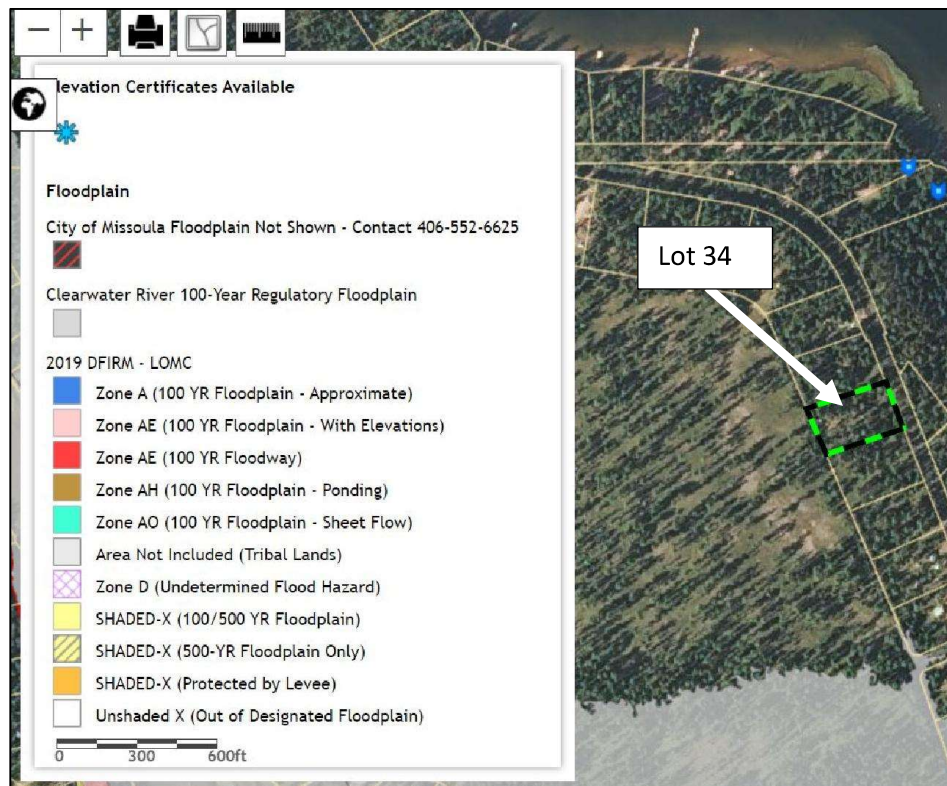 levation Certificates Available
Floodplain
City of Missoula Floodplain Not Shown - Contact 406-552-6625
Clearwater River 100-Year Regulatory Floodplain
2019 DFIRM - LOMC
Zone A (100 YR Floodplain - Approximate)
Zone AE (100 YR Floodplain - With Elevations)
Zone AE (100 YR Floodway)
Zone AH (100 YR Floodplain - Ponding)
Zone AO (100 YR Floodplain - Sheet Flow)
Area Not Included (Tribal Lands)
Zone D (Undetermined Flood Hazard)
SHADED-X (100/500 YR Floodplain)
SHADED-X (500-YR Floodplain Only)
SHADED-X (Protected by Levee)
Unshaded X (Out of Designated Floodplain)
0 300 600ft
Lot 34